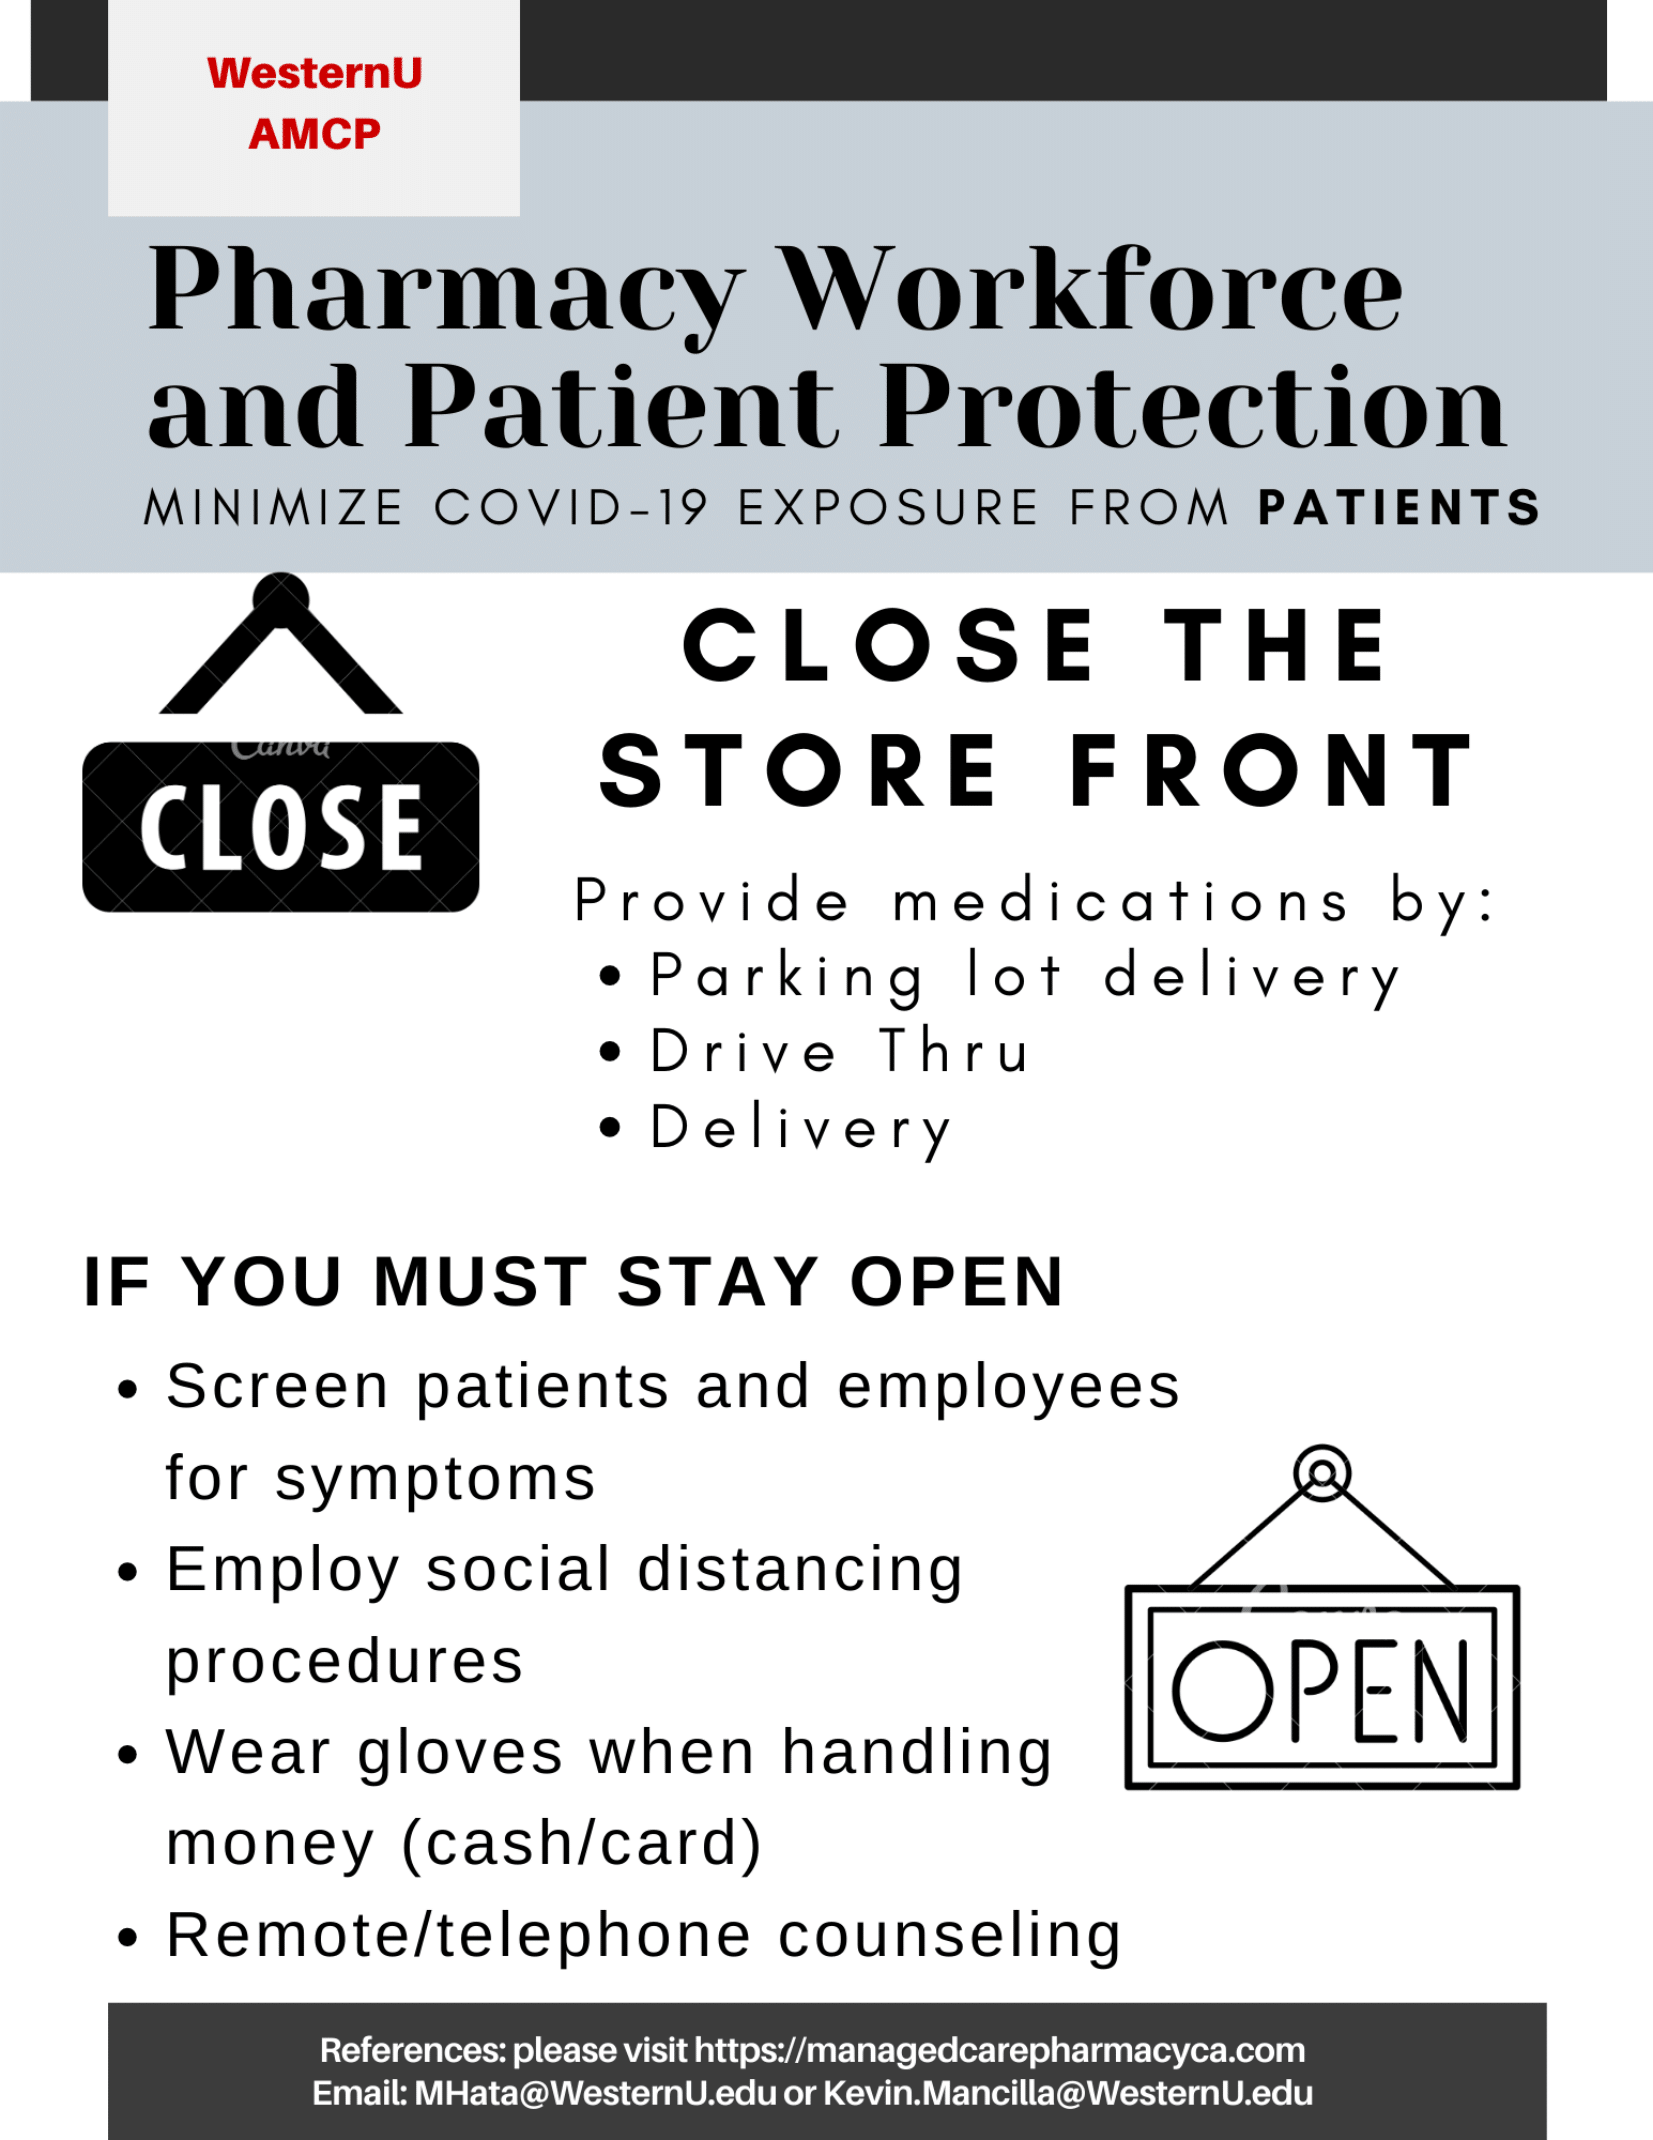 WesternU
AMCP
Pharmacy Workforce
and Patient Protection
MINIMIZE COVID-19 EXPOSURE FROM PATIENTS
Canva
CLOSE
CLOSE THE
STORE FRONT
Provide medications by:
• Parking lot delivery
• Drive Thru
• Delivery
IF YOU MUST STAY OPEN
• Screen patients and employees
for symptoms
• Employ social distancing
procedures
• Wear gloves when handling
money (cash/card)
• Remote/telephone counseling
OPEN
References: please visit https://managedcarepharmacyca.com
Email: MHata@WesternU.edu or Kevin.Mancilla@WesternU.edu